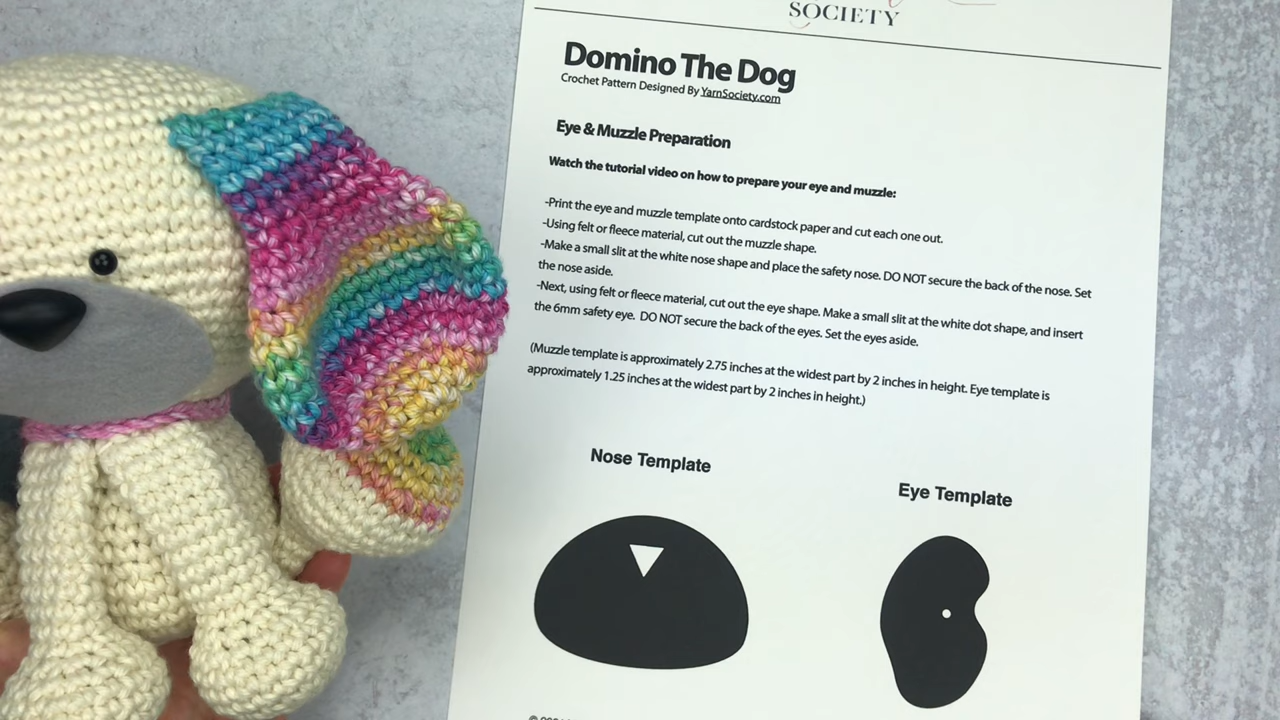 SOCIETY
Domino The Dog
Crochet Pattern Designed By YarnSociety.com
Eye & Muzzle Preparation
Watch the tutorial video on how to prepare your eye and muzzle:
-Print the eye and muzzle template onto cardstock paper and cut each one out.
-Using felt or fleece material, cut out the muzzle shape.
-Make a small slit at the white nose shape and place the safety nose. DO NOT secure the back of the nose. Set
the nose aside.
-Next, using felt or fleece material, cut out the eye shape. Make a small slit at the white dot shape, and insert
the 6mm safety eye. DO NOT secure the back of the eyes. Set the eyes aside.
(Muzzle template is approximately 2.75 inches at the widest part by 2 inches in height. Eye template is
approximately 1.25 inches at the widest part by 2 inches in height.)
Nose Template
Eye Template